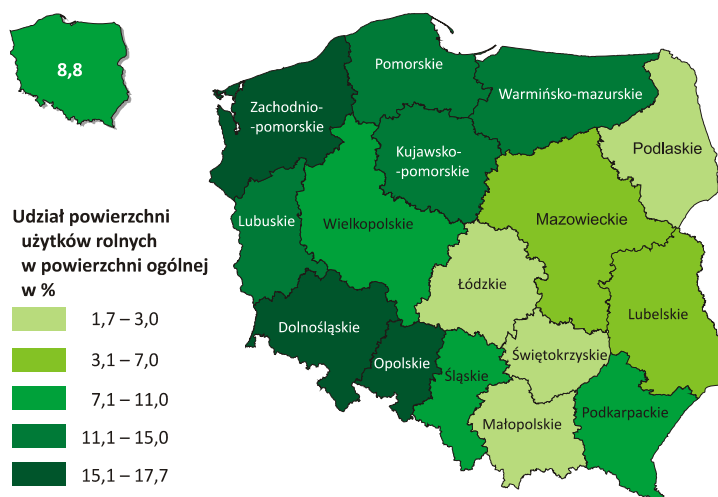 8,8
Pomorskie
Warmińsko-mazurskie
Zachodnio-
-pomorskie
Podlaskie
Kujawsko-
-pomorskie
Mazowieckie
Udział powierzchni
użytków rolnych
w powierzchni ogólnej
w %
Lubuskie
Wielkopolskie
Łódzkie
Lubelskie
1,7 – 3,0
3,1 – 7,0
7,1 – 11,0
11,1 – 15,0
15,1 – 17,7
Dolnośląskie
Opolskie
Śląskie
Świętokrzyskie
Małopolskie
Podkarpackie